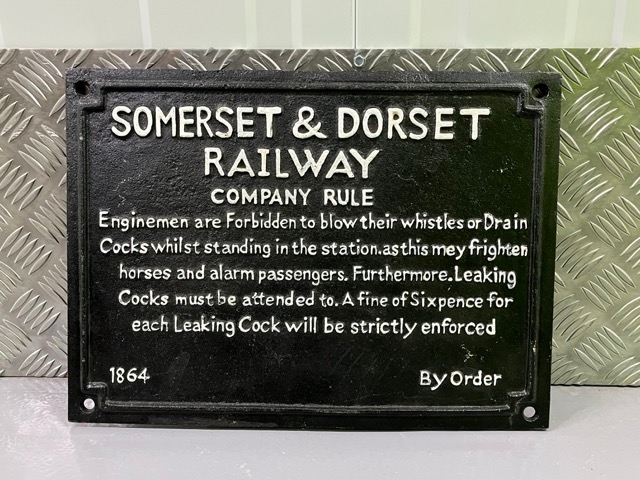 SOMERSET & DORSET
RAILWAY
COMPANY RULE
Enginemen are Forbidden to blow their whistles or Drain
Cocks whilst standing in the station.as this mey frighten
horses and alarm passengers. Furthermore. Leaking
Cocks must be attended to. A fine of Sixpence for
each Leaking Cock will be strictly enforced
1864 By Order